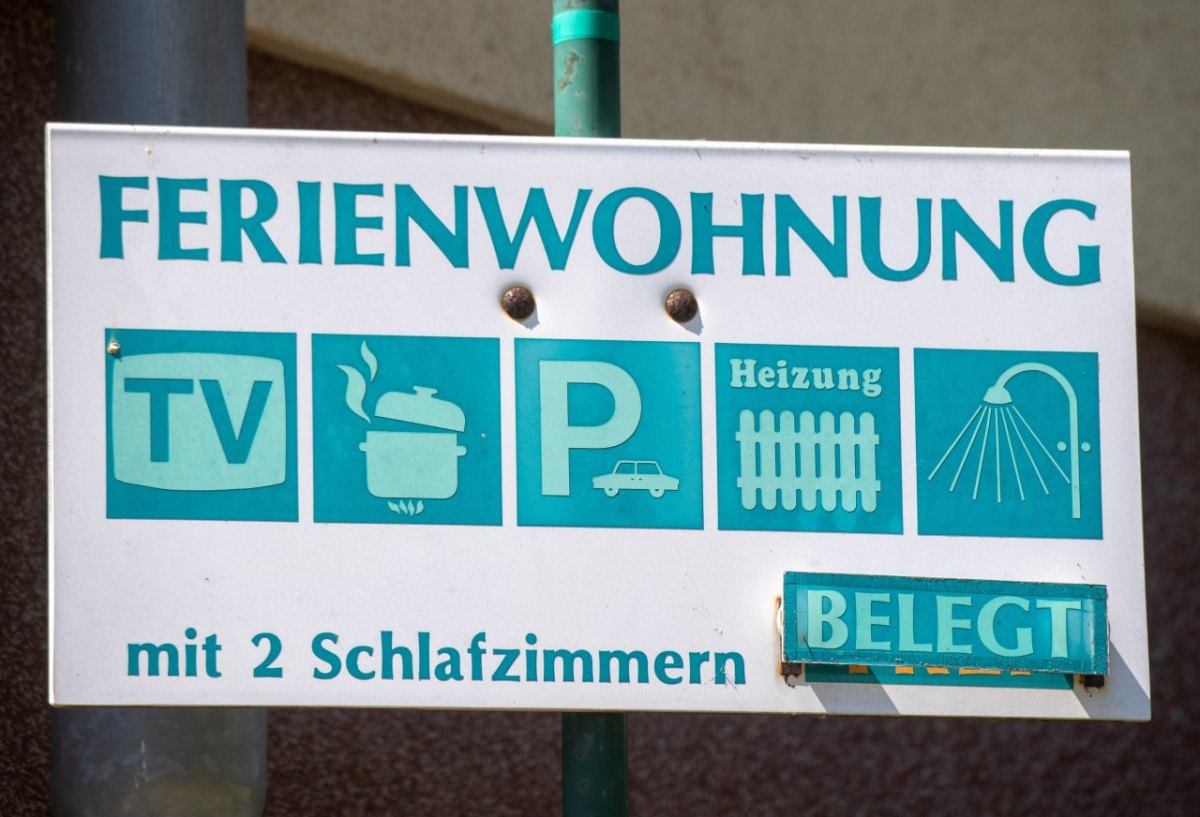 FERIENWOHNUNG
TV
P
Heizung
BELEGT
mit 2 Schlafzimmern